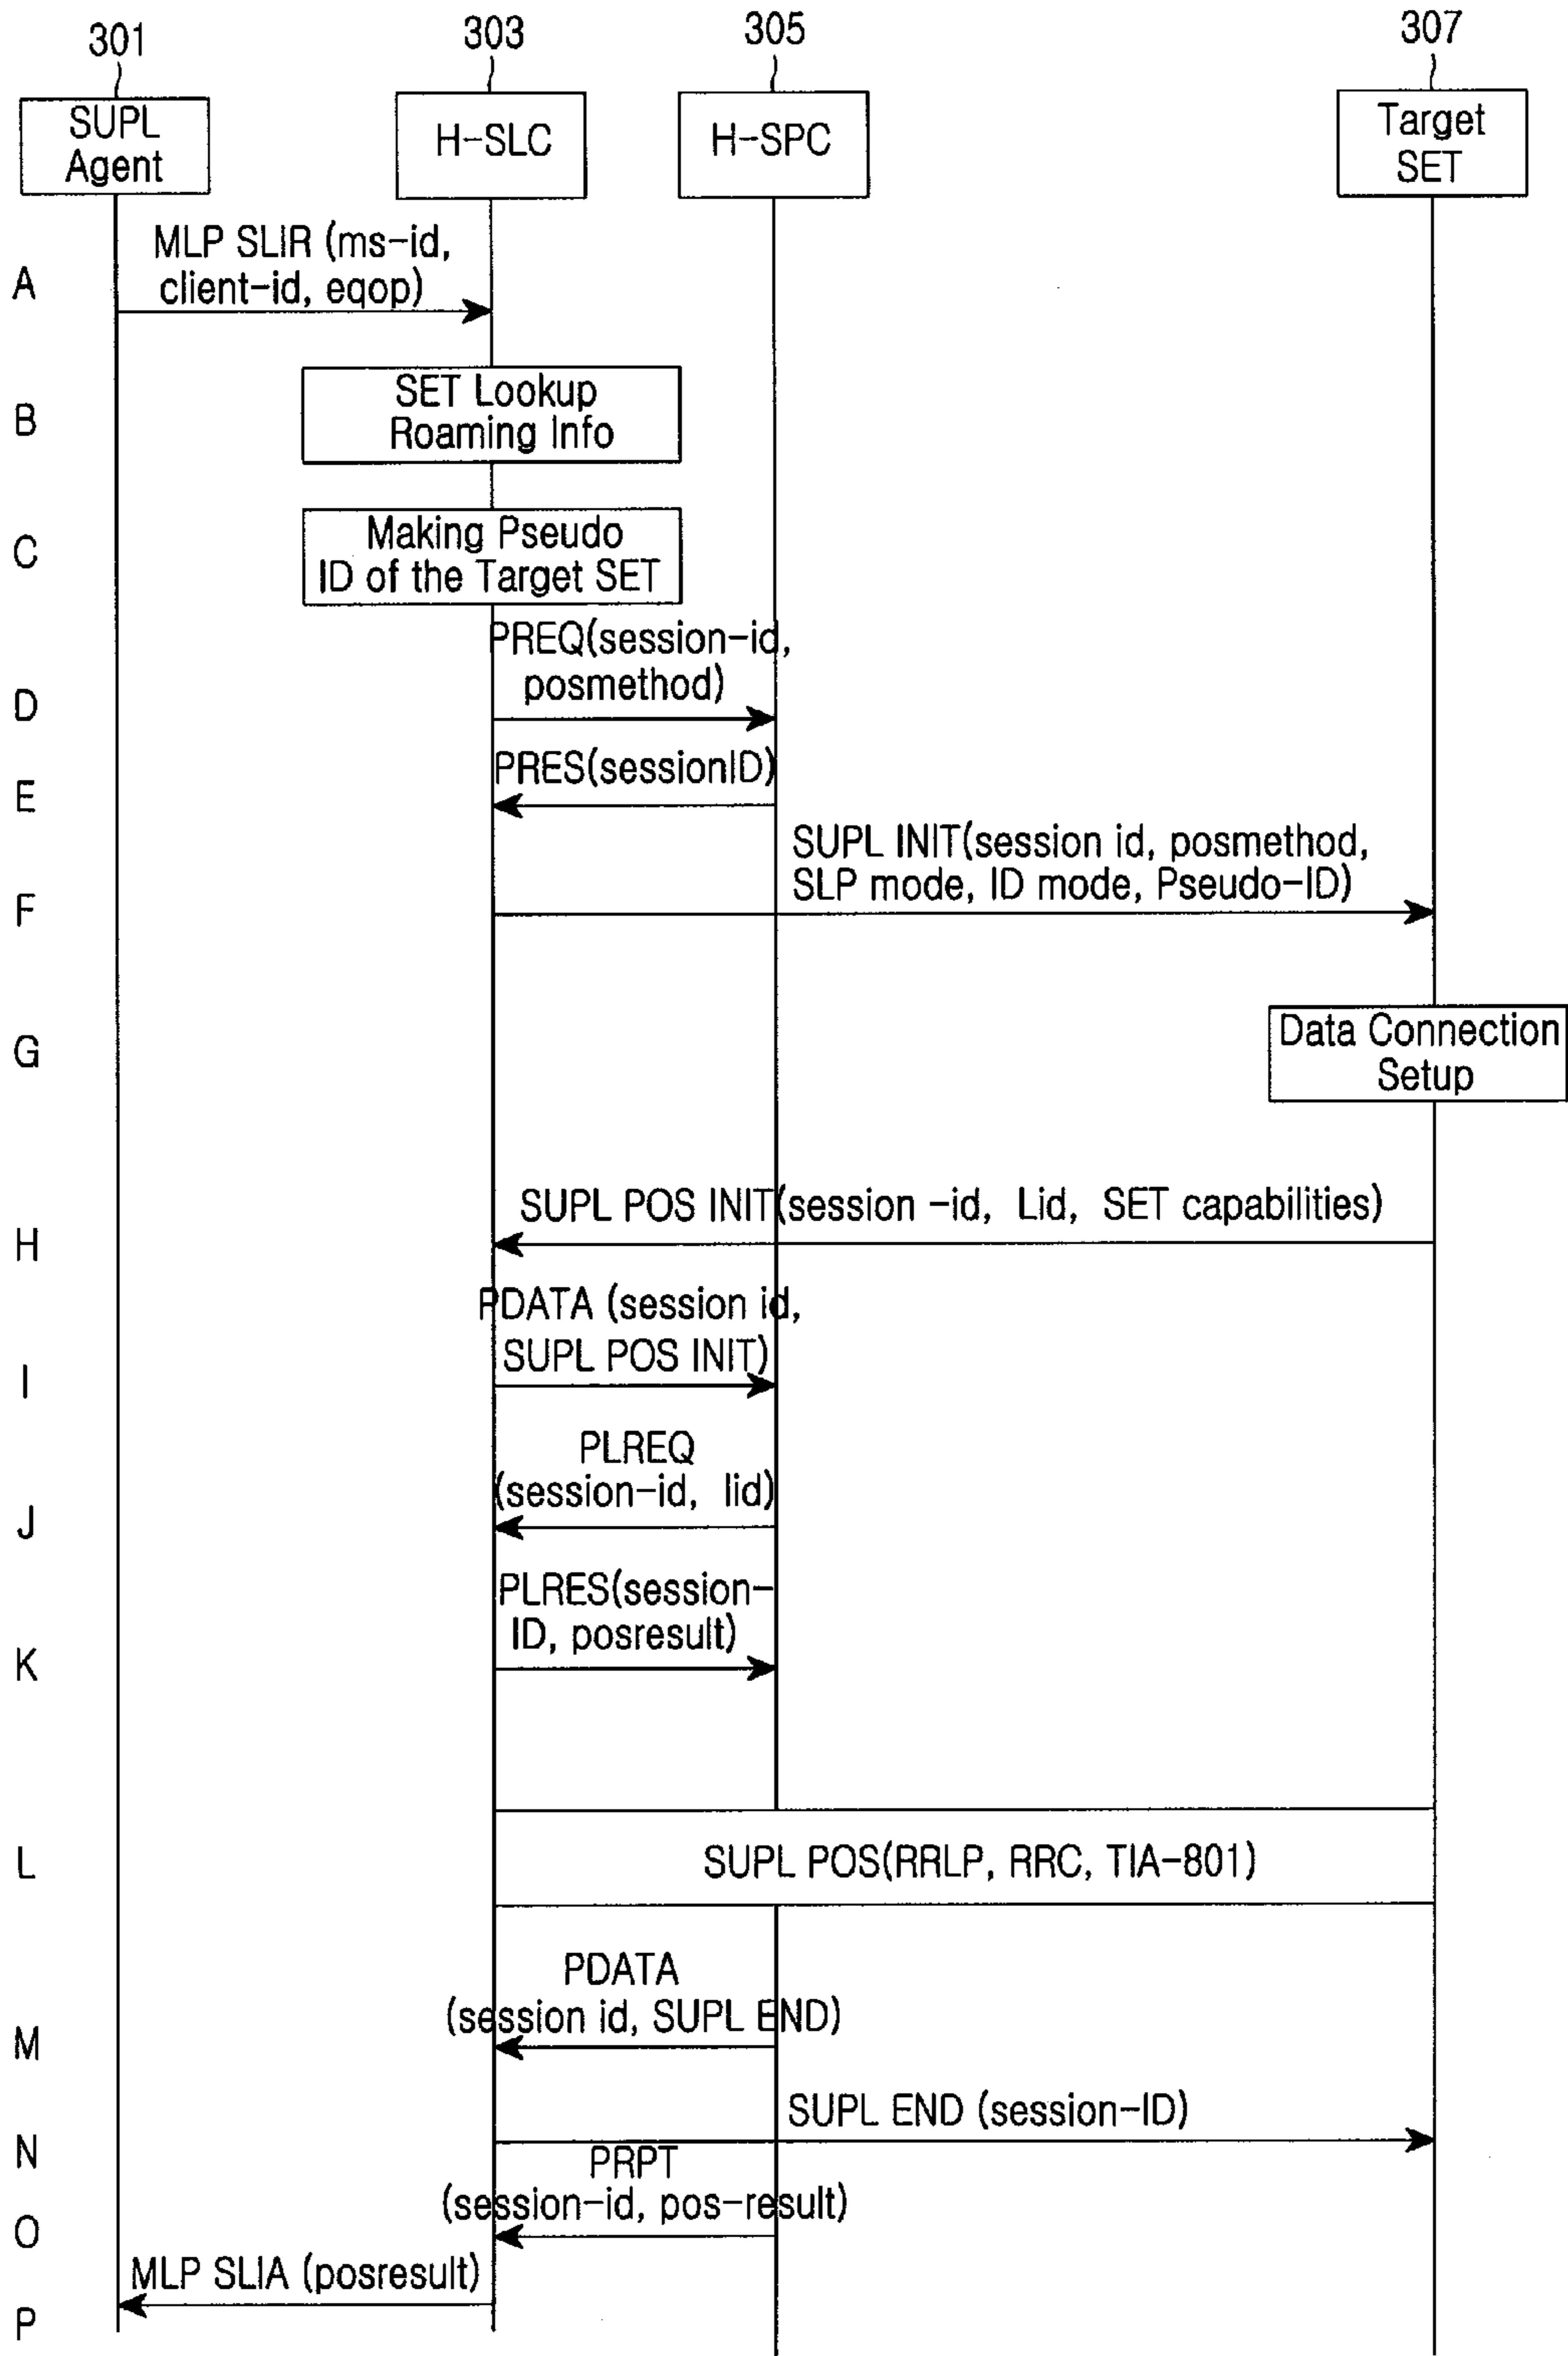 301
303
305
307
SUPL
Agent
H-SLC
H-SPC
Target
SET
A
MLP SLIR (ms-id,
client-id, eqop)
B
SET Lookup
Roaming Info
C
Making Pseudo
ID of the Target SET
D
PREQ(session-id,
posmethod)
E
PRES(sessionID)
F
SUPL INIT(session id, posmethod,
SLP mode, ID mode, Pseudo-ID)
G
Data Connection
Setup
H
SUPL POS INIT(session -id, Lid, SET capabilities)
I
PDATA (session id,
SUPL POS INIT)
J
PLREQ
(session-id, lid)
K
PLRES(session-
ID, posresult)
L
SUPL POS(RRLP, RRC, TIA-801)
M
PDATA
(session id, SUPL END)
N
SUPL END (session-ID)
O
PRPT
(session-id, pos-result)
P
MLP SLIA (posresult)